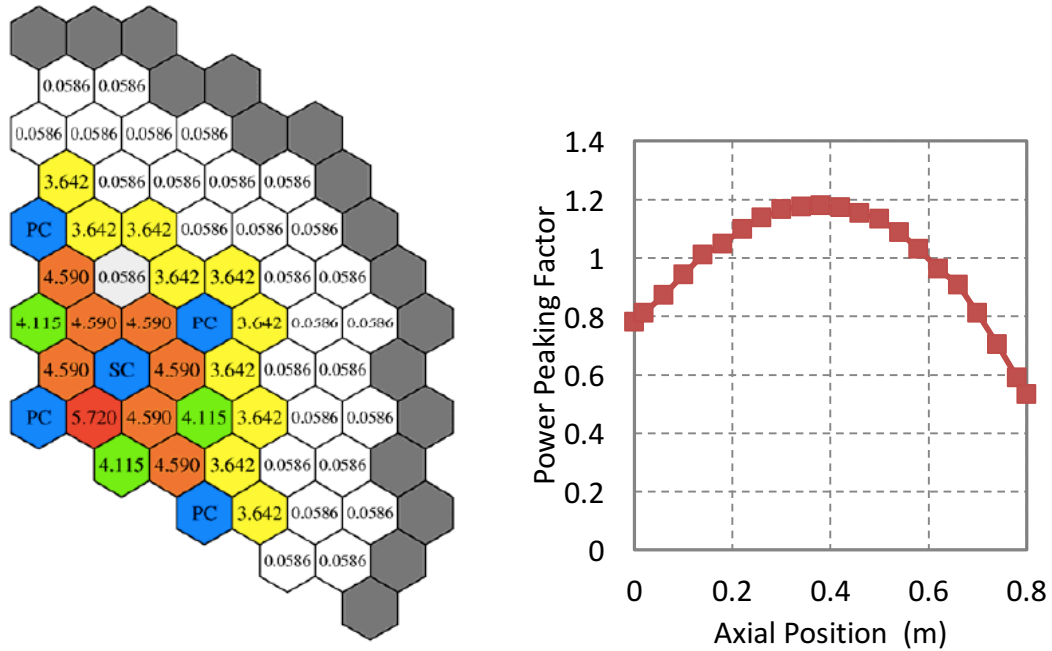 0.0586 0.0586
0.0586 0.0586 0.0586 0.0586
3.642 0.0586 0.0586 0.0586 0.0586
PC 3.642 3.642 0.0586 0.0586 0.0586
4.590 0.0586 3.642 3.642 0.0586 0.0586
4.115 4.590 4.590 PC 3.642 0.0586 0.0586
4.590 SC 4.590 3.642 0.0586 0.0586
PC 5.720 4.590 4.115 3.642 0.0586 0.0586
4.115 4.590 3.642 0.0586 0.0586
PC 3.642 0.0586 0.0586
0.0586 0.0586
Power Peaking Factor
1.4
1.2
1
0.8
0.6
0.4
0.2
0
0 0.2 0.4 0.6 0.8
Axial Position (m)